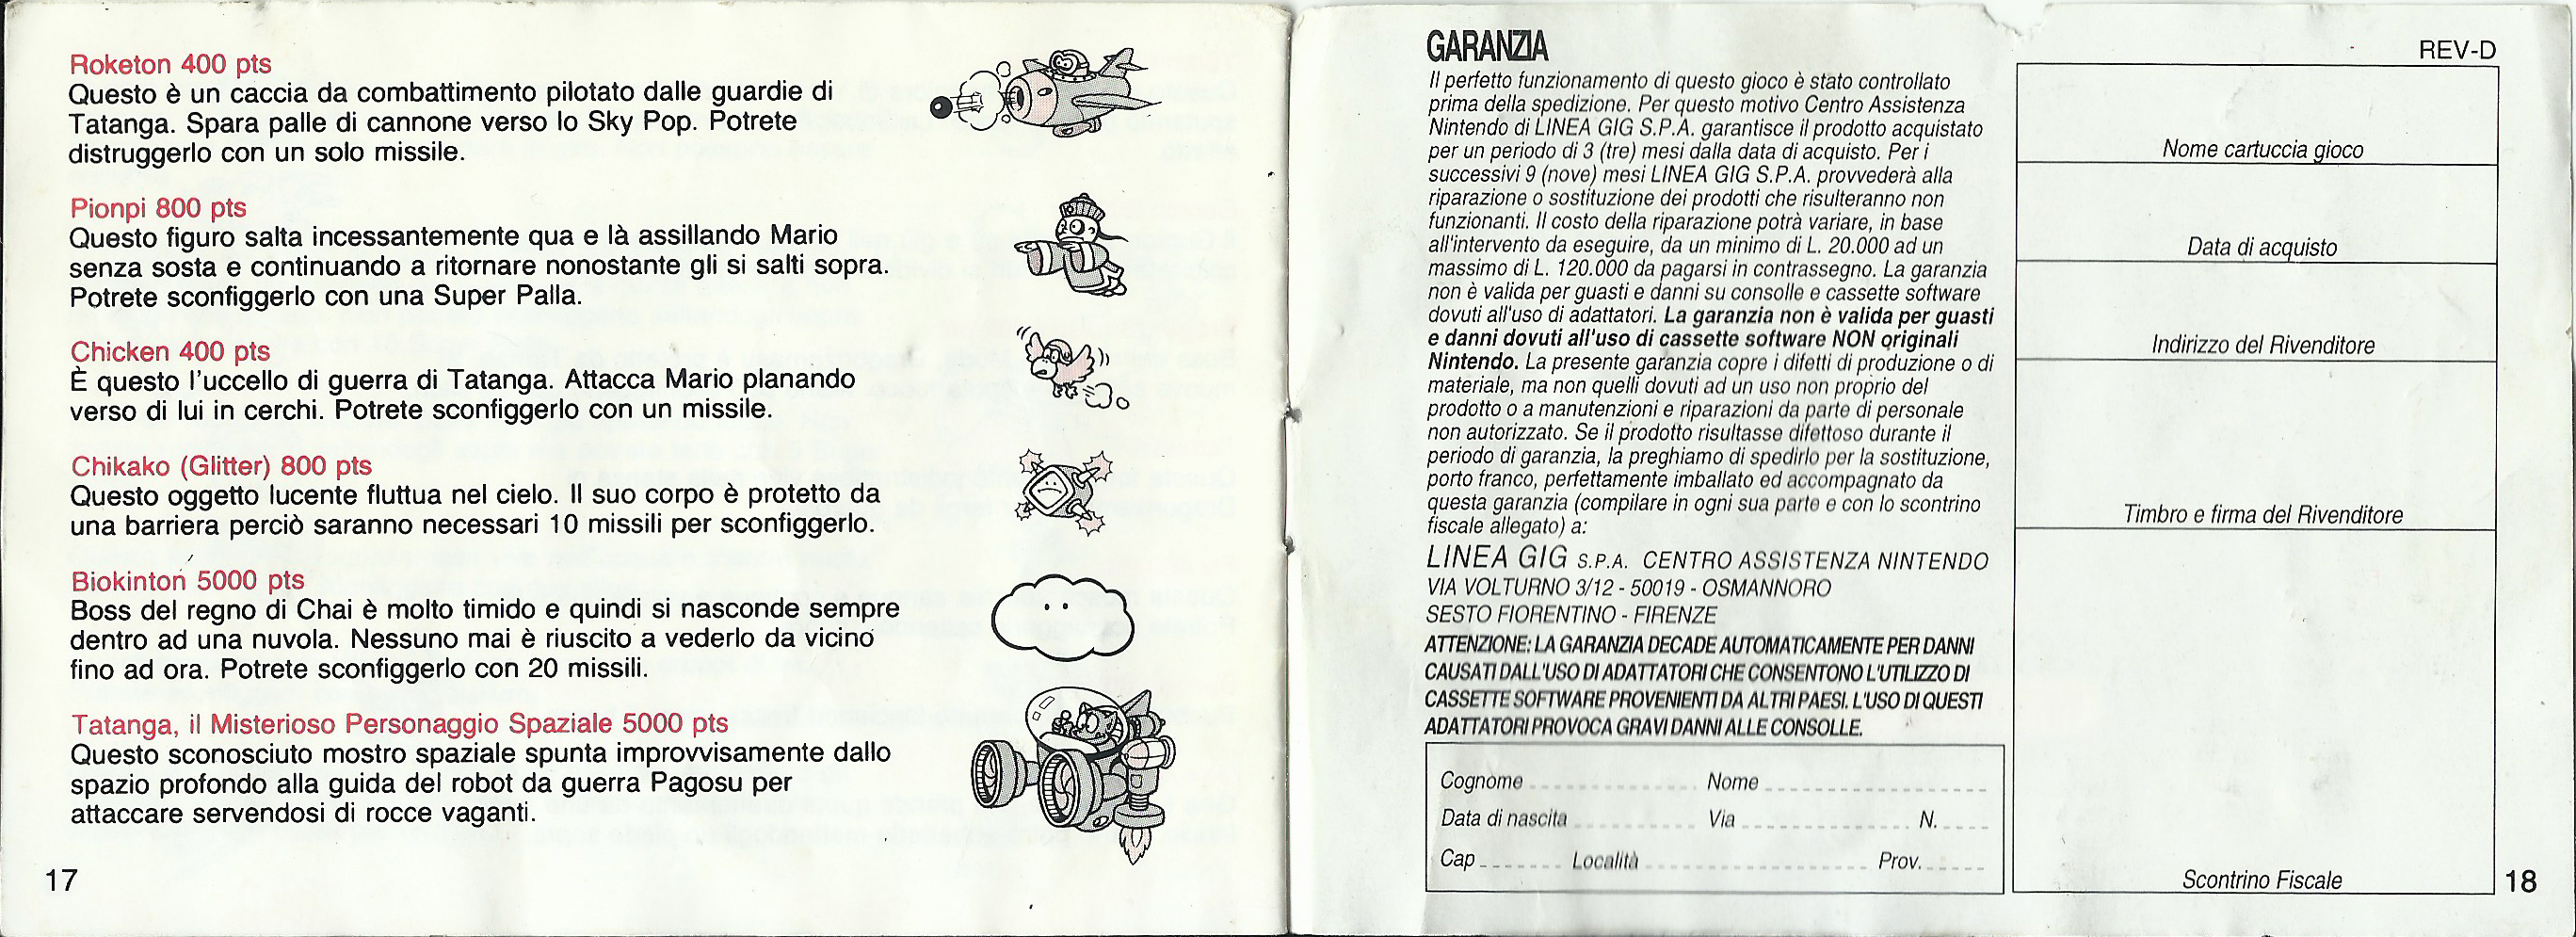 Roketon 400 pts
Questo è un caccia da combattimento pilotato dalle guardie di
Tatanga. Spara palle di cannone verso lo Sky Pop. Potrete
distruggerlo con un solo missile.
Pionpi 800 pts
Questo figuro salta incessantemente qua e là assillando Mario
senza sosta e continuando a ritornare nonostante gli si salti sopra.
Potrete sconfiggerlo con una Super Palla.
Chicken 400 pts
È questo l'uccello di guerra di Tatanga. Attacca Mario planando
verso di lui in cerchi. Potrete sconfiggerlo con un missile.
Chikako (Glitter) 800 pts
Questo oggetto lucente fluttua nel cielo. Il suo corpo è protetto da
una barriera perciò saranno necessari 10 missili per sconfiggerlo.
Biokinton 5000 pts
Boss del regno di Chai è molto timido e quindi si nasconde sempre
dentro ad una nuvola. Nessuno mai è riuscito a vederlo da vicino
fino ad ora. Potrete sconfiggerlo con 20 missili.
Tatanga, il Misterioso Personaggio Spaziale 5000 pts
Questo sconosciuto mostro spaziale spunta improvvisamente dallo
spazio profondo alla guida del robot da guerra Pagosu per
attaccare servendosi di rocce vaganti.
17
GARANZIA
Il perfetto funzionamento di questo gioco è stato controllato
prima della spedizione. Per questo motivo Centro Assistenza
Nintendo di LINEA GIG S.P.A. garantisce il prodotto acquistato
per un periodo di 3 (tre) mesi dalla data di acquisto. Per i
successivi 9 (nove) mesi LINEA GIG S.P.A. provvederà alla
riparazione o sostituzione dei prodotti che risulteranno non
funzionanti. Il costo della riparazione potrà variare, in base
all'intervento da eseguire, da un minimo di L. 20.000 ad un
massimo di L. 120.000 da pagarsi in contrassegno. La garanzia
non è valida per guasti e danni su consolle e cassette software
dovuti all'uso di adattatori. La garanzia non è valida per guasti
e danni dovuti all'uso di cassette software NON originali
Nintendo. La presente garanzia copre i difetti di produzione o di
materiale, ma non quelli dovuti ad un uso non proprio del
prodotto o a manutenzioni e riparazioni da parte di personale
non autorizzato. Se il prodotto risultasse difettoso durante il
periodo di garanzia, la preghiamo di spedirlo per la sostituzione,
porto franco, perfettamente imballato ed accompagnato da
questa garanzia (compilare in ogni sua parte e con lo scontrino
fiscale allegato) a:
LINEA GIG S.P.A. CENTRO ASSISTENZA NINTENDO
VIA VOLTURNO 3/12 - 50019 - OSMANNORO
SESTO FIORENTINO - FIRENZE
ATTENZIONE: LA GARANZIA DECADE AUTOMATICAMENTE PER DANNI
CAUSATI DALL'USO DI ADATTATORI CHE CONSENTONO L'UTILIZZO DI
CASSETTE SOFTWARE PROVENIENTI DA ALTRI PAESI. L'USO DI QUESTI
ADATTATORI PROVOCA GRAVI DANNI ALLE CONSOLLE.
Cognome Nome
Data di nascita Via N.
Cap Località Prov.
REV-D
Nome cartuccia gioco
Data di acquisto
Indirizzo del Rivenditore
Timbro e firma del Rivenditore
Scontrino Fiscale
18